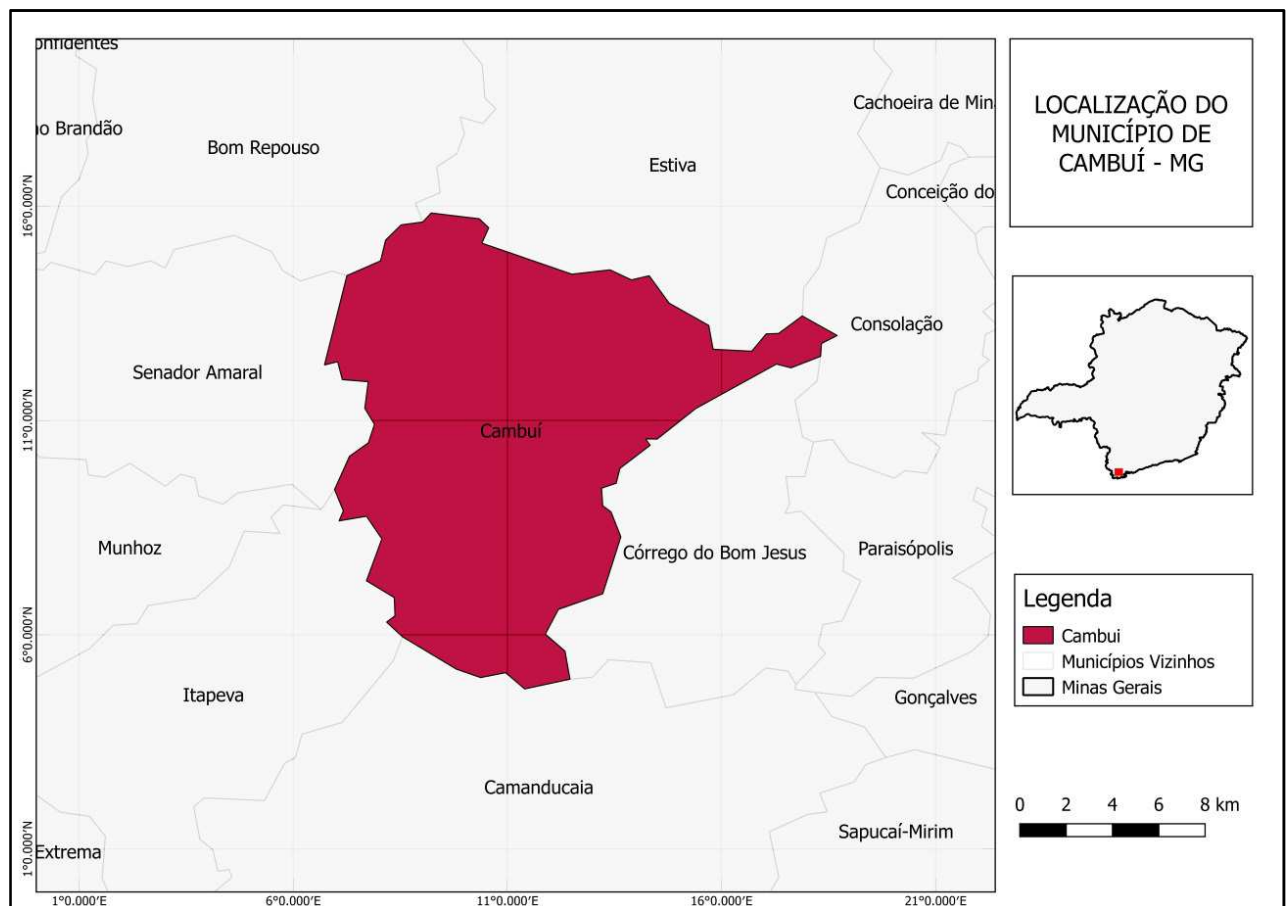 onfidentes
Cachoeira de Min
o Brandão
Bom Repouso
Estiva
Conceição do
Consolação
Senador Amaral
Cambuí
Munhoz
Córrego do Bom Jesus
Paraisópolis
Itapeva
Gonçalves
Camanducaia
Sapucaí-Mirim
Extrema
16°0.000'N
11°0.000'N
6°0.000'N
1°0.000'N
1°0.000'E
6°0.000'E
11°0.000'E
16°0.000'E
21°0.000'E
LOCALIZAÇÃO DO
MUNICÍPIO DE
CAMBUÍ - MG
Legenda
Cambui
Municípios Vizinhos
Minas Gerais
0 2 4 6 8 km